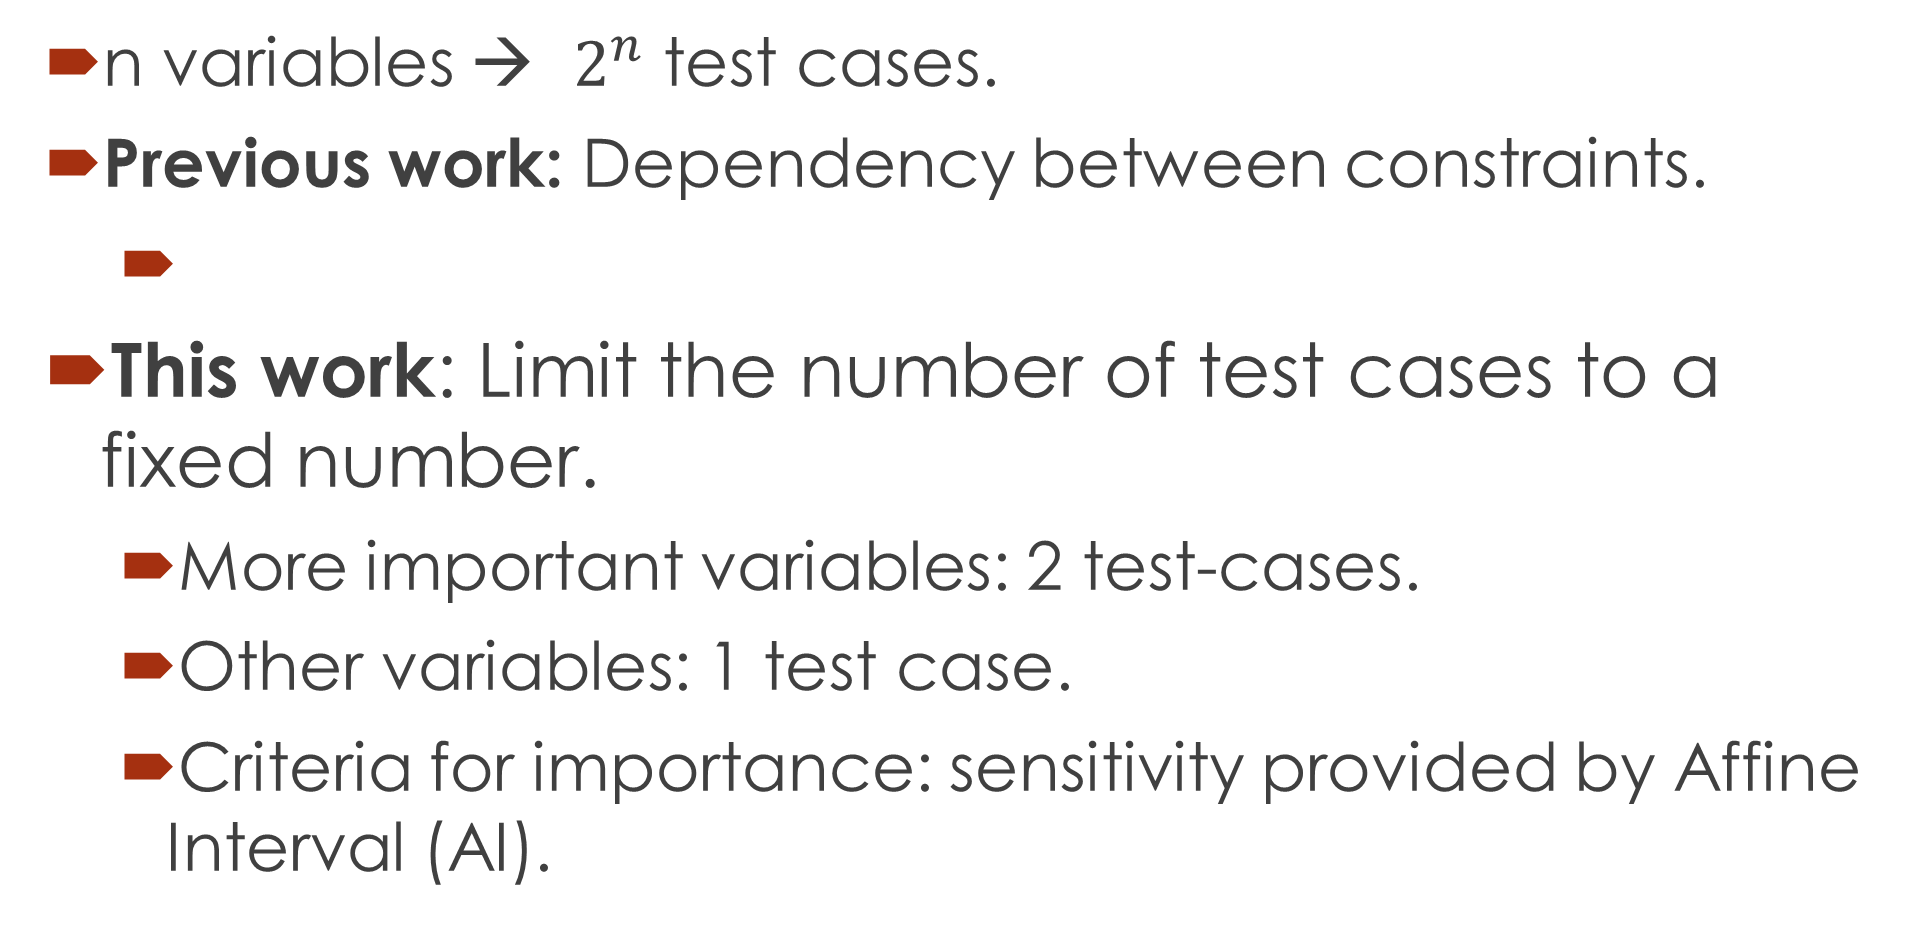 n variables → 2ⁿ test cases.
Previous work: Dependency between constraints.
This work: Limit the number of test cases to a
fixed number.
More important variables: 2 test-cases.
Other variables: 1 test case.
Criteria for importance: sensitivity provided by Affine
Interval (AI).